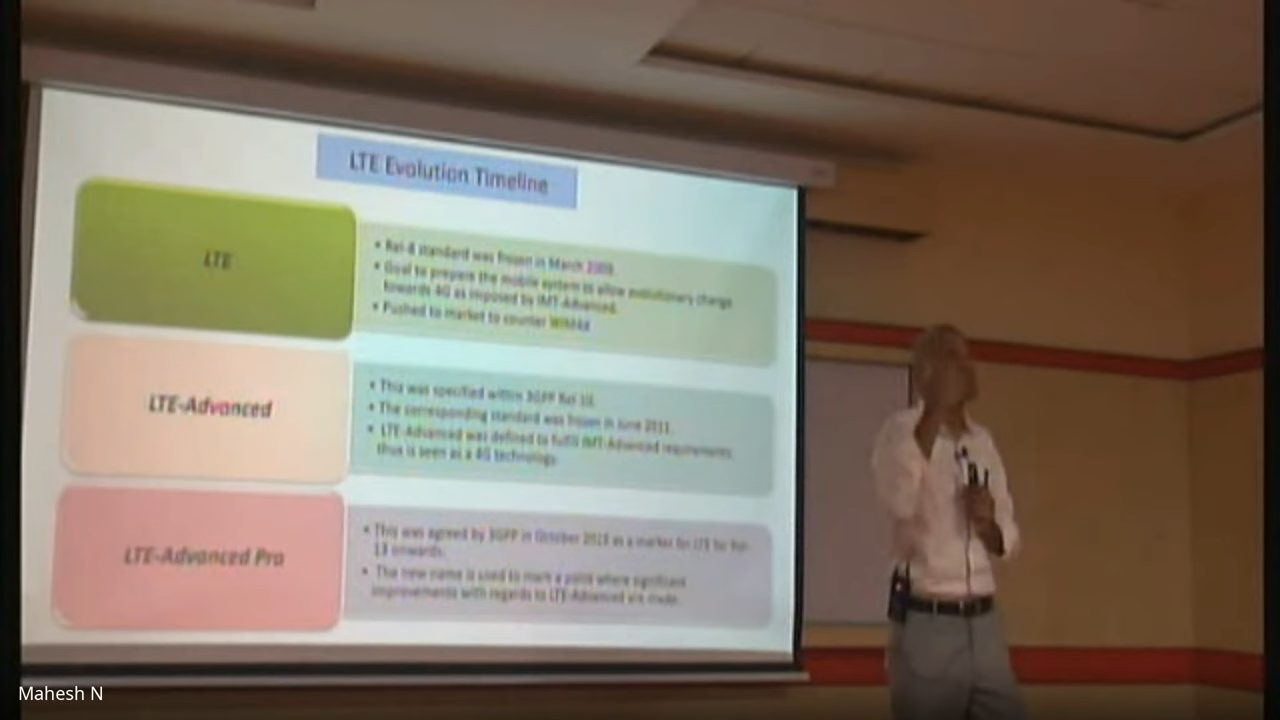 LTE Evolution Timeline
LTE
• Rel-8 standard was frozen in March 2009.
• Goal to prepare the mobile system to allow evolutionary change
towards 4G as imposed by IMT-Advanced.
• Pushed to market to counter WiMAX
LTE-Advanced
• This was specified within 3GPP Rel-10.
• The corresponding standard was frozen in June 2011.
• LTE-Advanced was defined to fulfil IMT-Advanced requirements
thus is seen as a 4G technology.
LTE-Advanced Pro
• This was agreed by 3GPP in October 2015 as a marker for LTE for Rel-
13 onwards.
• The new name is used to mark a point where significant
improvements with regards to LTE-Advanced are made.
Mahesh N